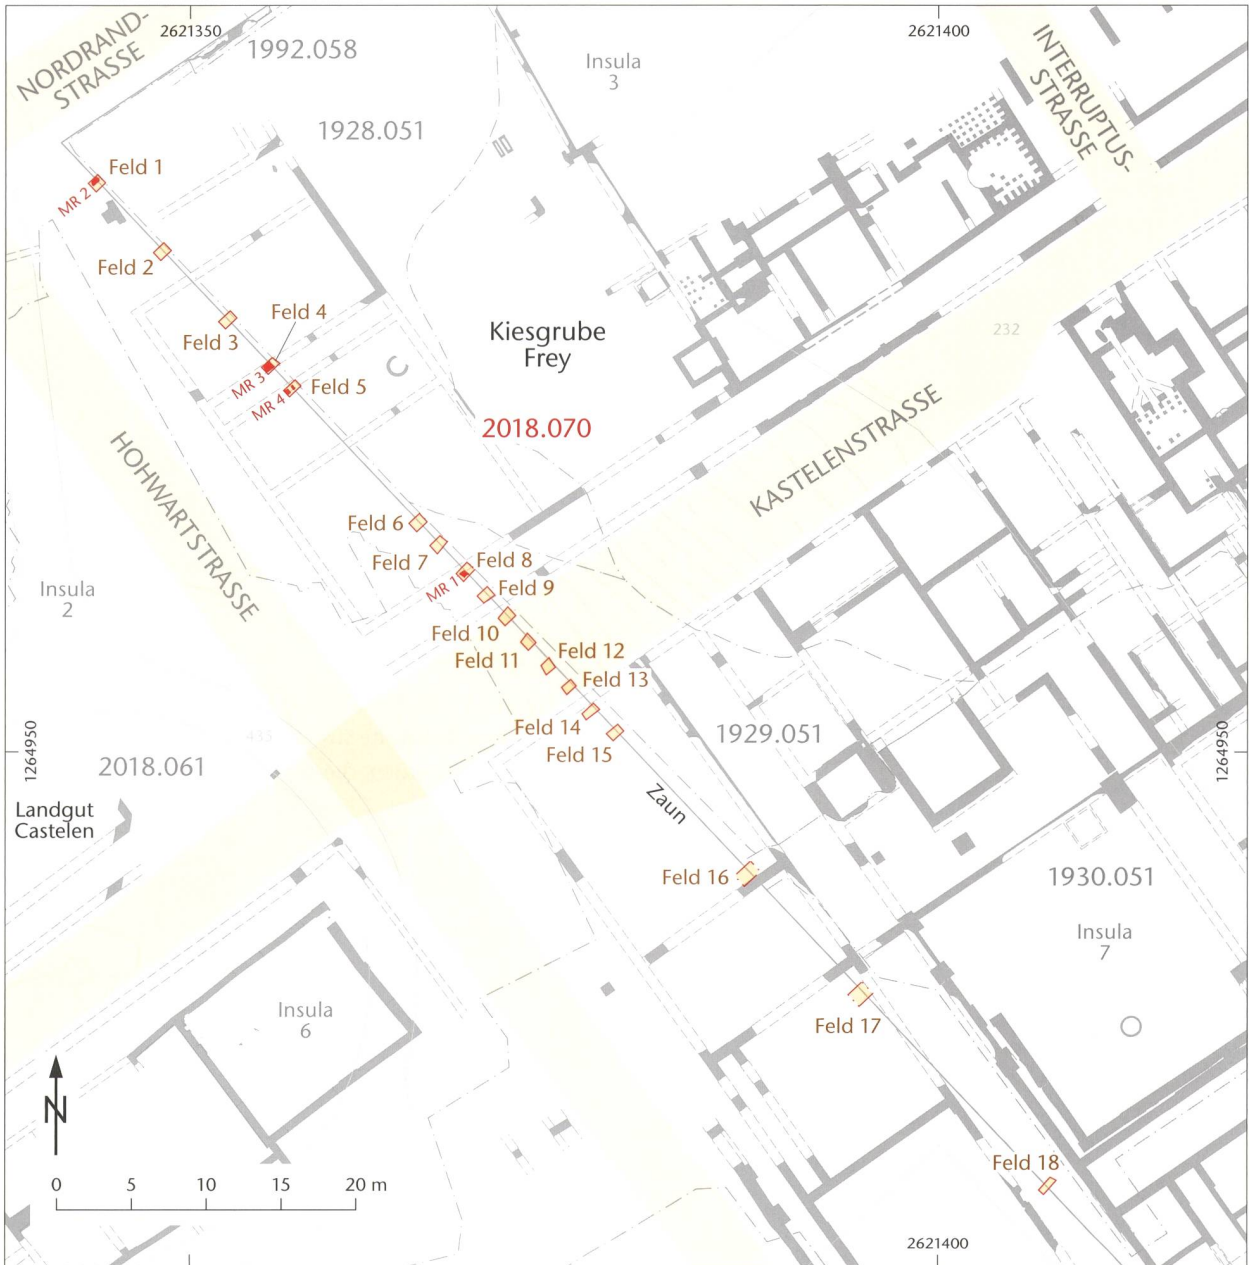 2621350
2621400
NORDRAND-
STRASSE
1992.058
Insula
3
INTERRUPTUS-
STRASSE
1928.051
Feld 1
MR 2
Feld 2
Feld 3
Feld 4
MR 3
Feld 5
MR 4
C
Kiesgrube
Frey
232
2018.070
KASTELENSTRASSE
HOHWARTSTRASSE
Feld 6
Feld 7
Feld 8
MR 1
Feld 9
Insula
2
Feld 10
Feld 11
Feld 12
Feld 13
Feld 14
Feld 15
1264950
433
1929.051
1264950
2018.061
Landgut
Castelen
Zaun
Feld 16
1930.051
Insula
7
Insula
6
Feld 17
N
Feld 18
0 5 10 15 20 m
2621400